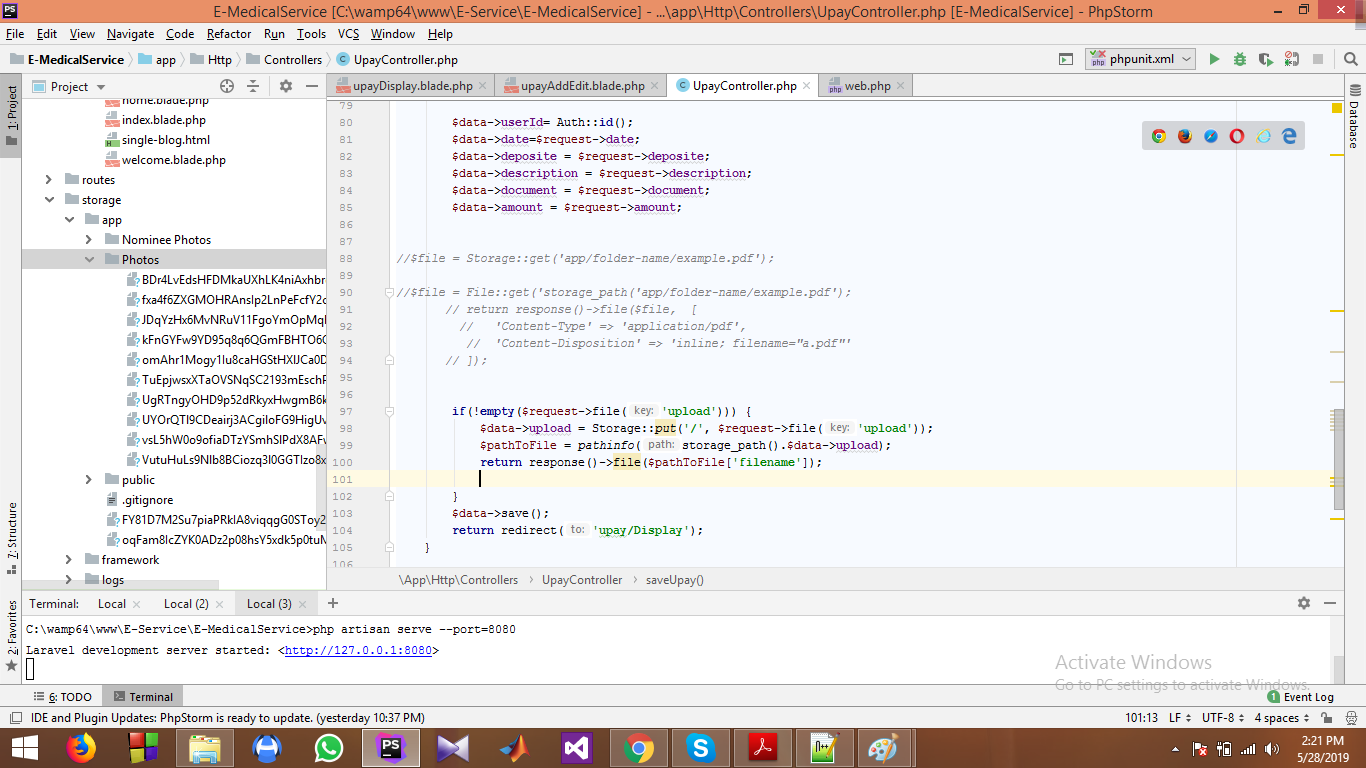 E-MedicalService [C:\wamp64\www\E-Service\E-MedicalService] - ...\app\Http\Controllers\UpayController.php [E-MedicalService] - PhpStorm
File Edit View Navigate Code Refactor Run Tools VCS Window Help
E-MedicalService app Http Controllers UpayController.php phpunit.xml
1: Project
Project
home.blade.php
index.blade.php
single-blog.html
welcome.blade.php
routes
storage
app
Nominee Photos
Photos
public
.gitignore
framework
logs
7: Structure
2: Favorites
upayDisplay.blade.php upayAddEdit.blade.php UpayController.php web.php
Database
79
80 $data->userId= Auth::id();
81 $data->date=$request->date;
82 $data->deposite = $request->deposite;
83 $data->description = $request->description;
84 $data->document = $request->document;
85 $data->amount = $request->amount;
86
87
88 //$file = Storage::get('app/folder-name/example.pdf');
89
90 //$file = File::get('storage_path('app/folder-name/example.pdf');
91 // return response()->file($file, [
92 // 'Content-Type' => 'application/pdf',
93 // 'Content-Disposition' => 'inline; filename="a.pdf"'
94 // ]);
95
96
97 if(!empty($request->file( key: 'upload'))) {
98 $data->upload = Storage::put('/', $request->file( key: 'upload'));
99 $pathToFile = pathinfo( path: storage_path().$data->upload);
100 return response()->file($pathToFile['filename']);
101
102 }
103 $data->save();
104 return redirect( to: 'upay/Display');
105 }
106
\App\Http\Controllers UpayController saveUpay()
Terminal: Local Local (2) Local (3)
C:\wamp64\www\E-Service\E-MedicalService>php artisan serve --port=8080
Laravel development server started: <http://127.0.0.1:8080>
Activate Windows
Go to PC settings to activate Windows.
6: TODO Terminal 1 Event Log
IDE and Plugin Updates: PhpStorm is ready to update. (yesterday 10:37 PM) 101:13 LF UTF-8 4 spaces
2:21 PM
5/28/2019